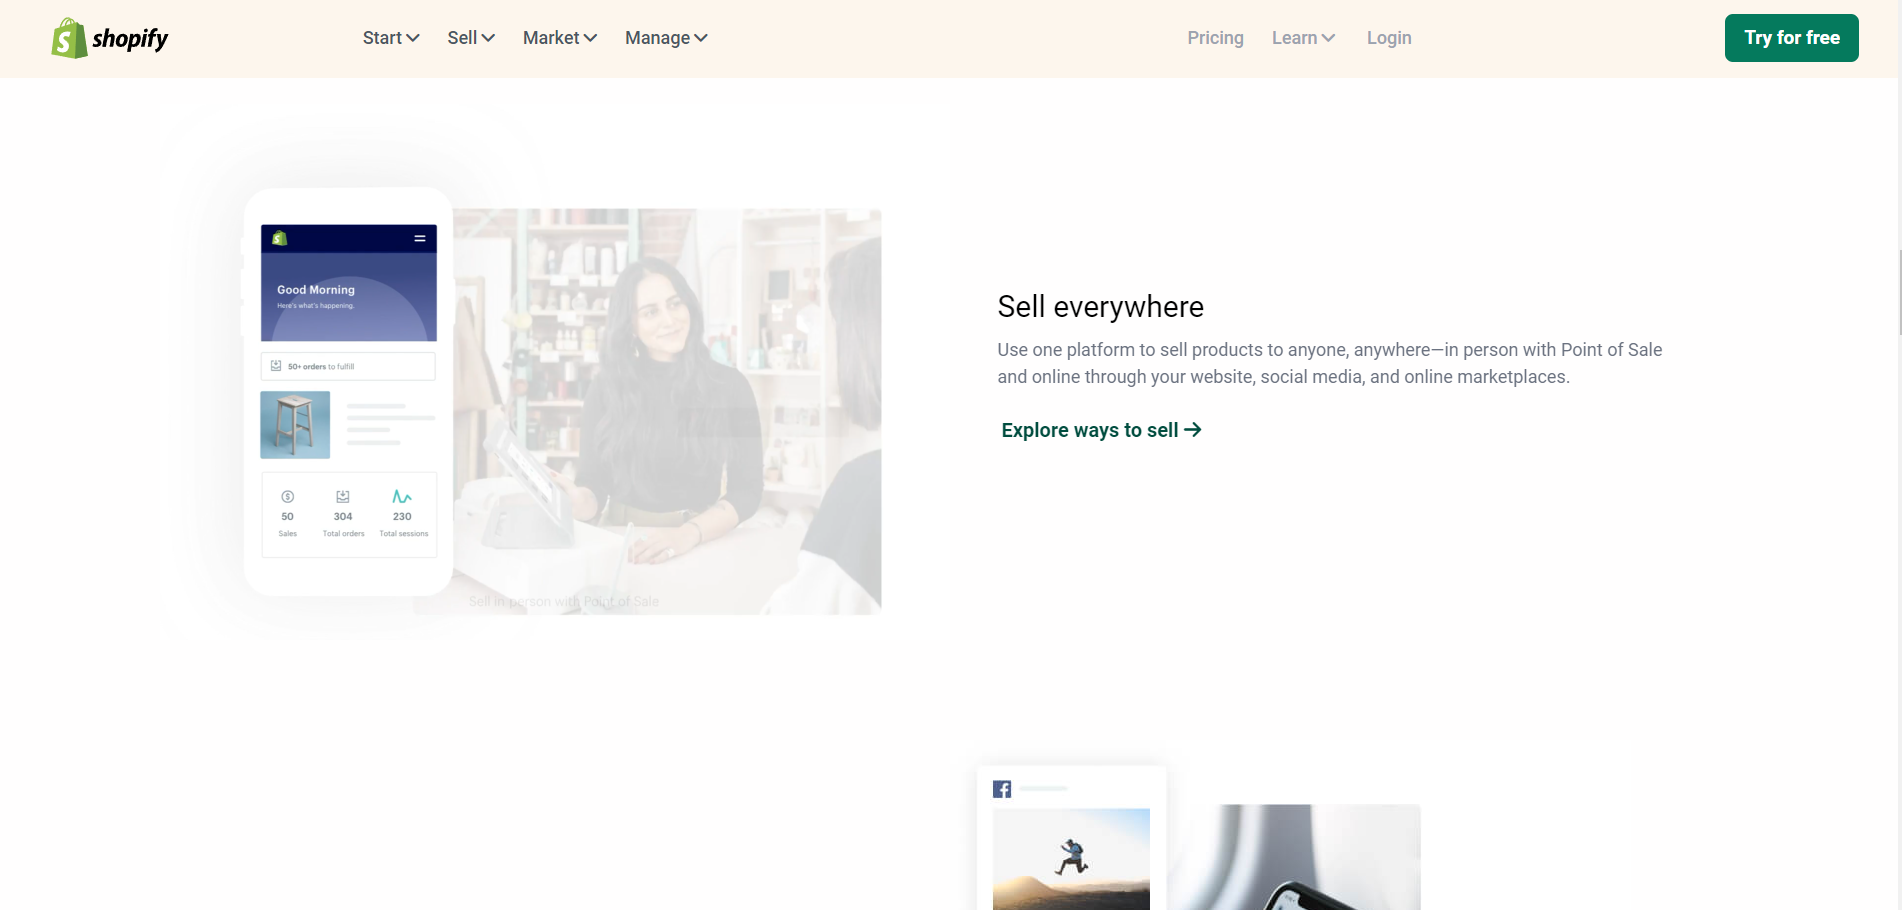 shopify
Start
Sell
Market
Manage
Pricing
Learn
Login
Try for free
Good Morning
Here's what's happening.
50+ orders to fulfill
50
304
230
Sales
Total orders
Total sessions
Sell in person with Point of Sale
Sell everywhere
Use one platform to sell products to anyone, anywhere—in person with Point of Sale
and online through your website, social media, and online marketplaces.
Explore ways to sell →